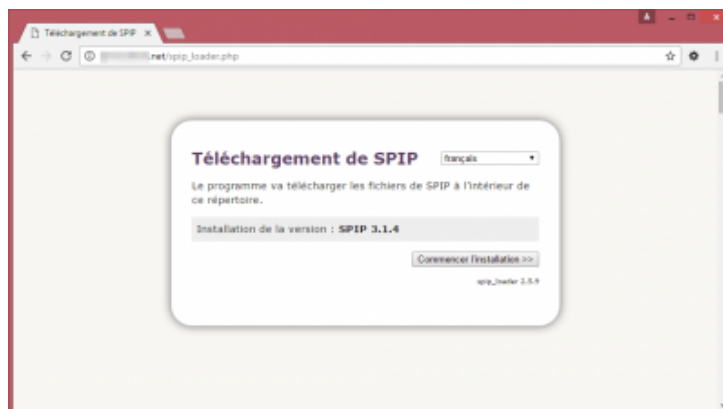 Téléchargement de SPIP
.net/spip_loader.php
Téléchargement de SPIP
français
Le programme va télécharger les fichiers de SPIP à l'intérieur de
ce répertoire.
Installation de la version : SPIP 3.1.4
Commencer l'installation >>
spip_loader 2.5.9